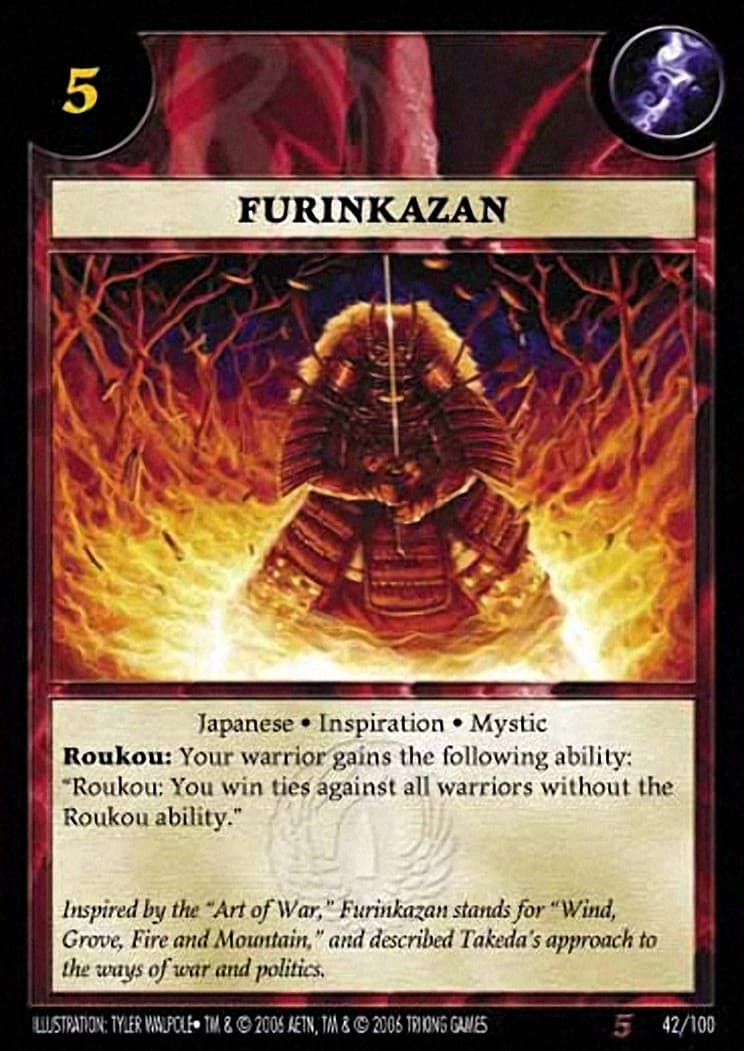 5
FURINKAZAN
Japanese • Inspiration • Mystic
Roukou: Your warrior gains the following ability:
“Roukou: You win ties against all warriors without the
Roukou ability.”
Inspired by the “Art of War,” Furinkazan stands for “Wind,
Grove, Fire and Mountain,” and described Takeda's approach to
the ways of war and politics.
ILLUSTRATION: TYLER WALPOLE• TM & © 2006 AETN, TM & © 2006 TRIKING GAMES 5 42/100